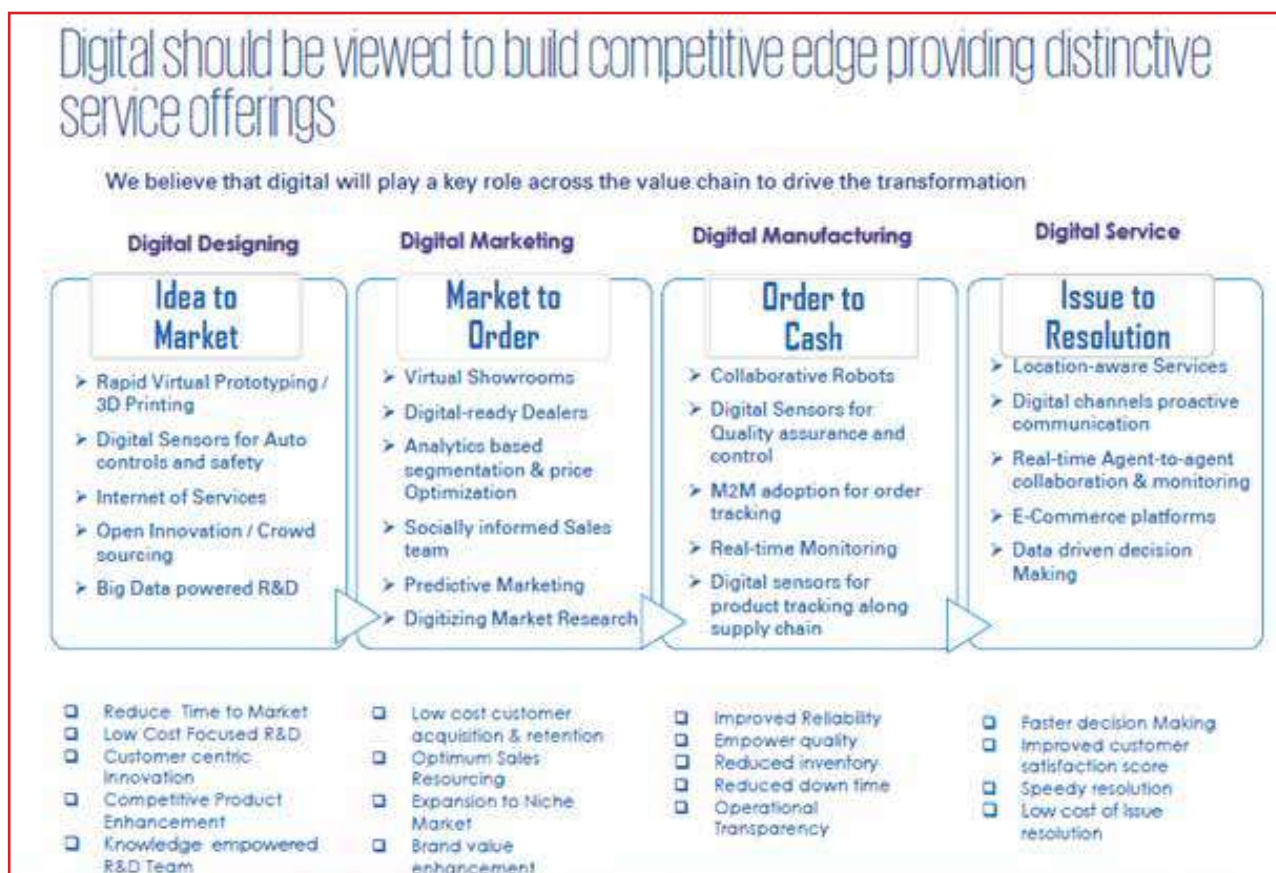 Digital should be viewed to build competitive edge providing distinctive
service offerings
We believe that digital will play a key role across the value chain to drive the transformation
Digital Designing
Idea to
Market
➢ Rapid Virtual Prototyping /
3D Printing
➢ Digital Sensors for Auto
controls and safety
➢ Internet of Services
➢ Open Innovation / Crowd
sourcing
➢ Big Data powered R&D
❑ Reduce Time to Market
❑ Low Cost Focused R&D
❑ Customer centric
Innovation
❑ Competitive Product
Enhancement
❑ Knowledge empowered
R&D Team
Digital Marketing
Market to
Order
➢ Virtual Showrooms
➢ Digital-ready Dealers
➢ Analytics based
segmentation & price
Optimization
➢ Socially informed Sales
team
➢ Predictive Marketing
➢ Digitizing Market Research
❑ Low cost customer
acquisition & retention
❑ Optimum Sales
Resourcing
❑ Expansion to Niche
Market
❑ Brand value
enhancement
Digital Manufacturing
Order to
Cash
➢ Collaborative Robots
➢ Digital Sensors for
Quality assurance and
control
➢ M2M adoption for order
tracking
➢ Real-time Monitoring
➢ Digital sensors for
product tracking along
supply chain
❑ Improved Reliability
❑ Empower quality
❑ Reduced inventory
❑ Reduced down time
❑ Operational
Transparency
Digital Service
Issue to
Resolution
➢ Location-aware Services
➢ Digital channels proactive
communication
➢ Real-time Agent-to-agent
collaboration & monitoring
➢ E-Commerce platforms
➢ Data driven decision
Making
❑ Faster decision Making
❑ Improved customer
satisfaction score
❑ Speedy resolution
❑ Low cost of Issue
resolution